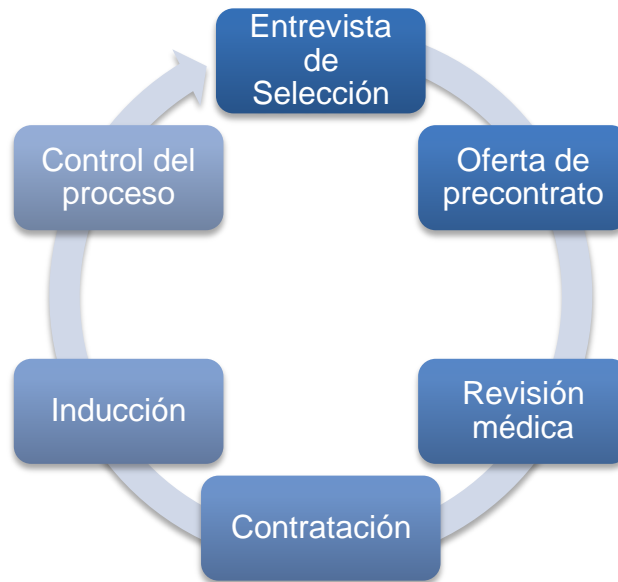 Entrevista
de
Selección
Oferta de
precontrato
Revisión
médica
Contratación
Inducción
Control del
proceso